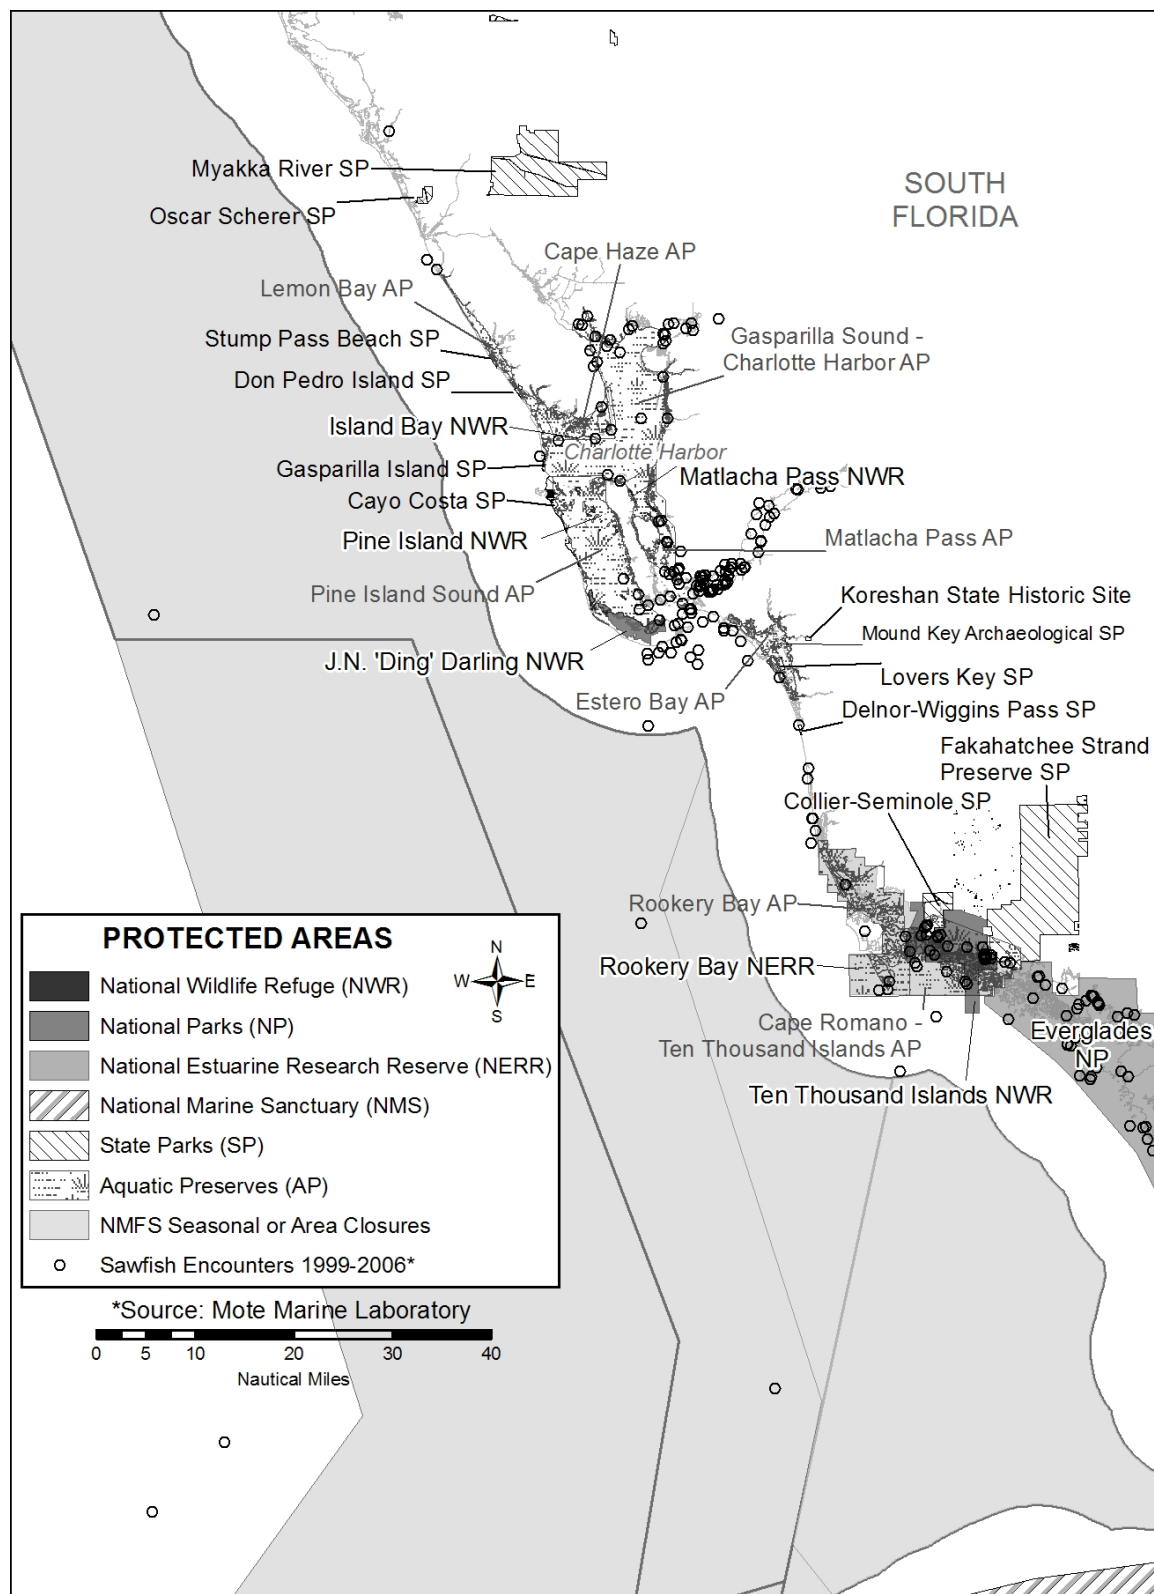 Myakka River SP
Oscar Scherer SP
SOUTH
FLORIDA
Cape Haze AP
Lemon Bay AP
Stump Pass Beach SP
Gasparilla Sound -
Charlotte Harbor AP
Don Pedro Island SP
Island Bay NWR
Charlotte Harbor
Gasparilla Island SP
Matlacha Pass NWR
Cayo Costa SP
Pine Island NWR
Matlacha Pass AP
Pine Island Sound AP
Koreshan State Historic Site
Mound Key Archaeological SP
J.N. 'Ding' Darling NWR
Lovers Key SP
Estero Bay AP
Delnor-Wiggins Pass SP
Fakahatchee Strand
Preserve SP
Collier-Seminole SP
Rookery Bay AP
Rookery Bay NERR
Cape Romano -
Ten Thousand Islands AP
Everglades
NP
Ten Thousand Islands NWR
PROTECTED AREAS
N
W E
S
National Wildlife Refuge (NWR)
National Parks (NP)
National Estuarine Research Reserve (NERR)
National Marine Sanctuary (NMS)
State Parks (SP)
Aquatic Preserves (AP)
NMFS Seasonal or Area Closures
Sawfish Encounters 1999-2006*
*Source: Mote Marine Laboratory
0 5 10 20 30 40
Nautical Miles